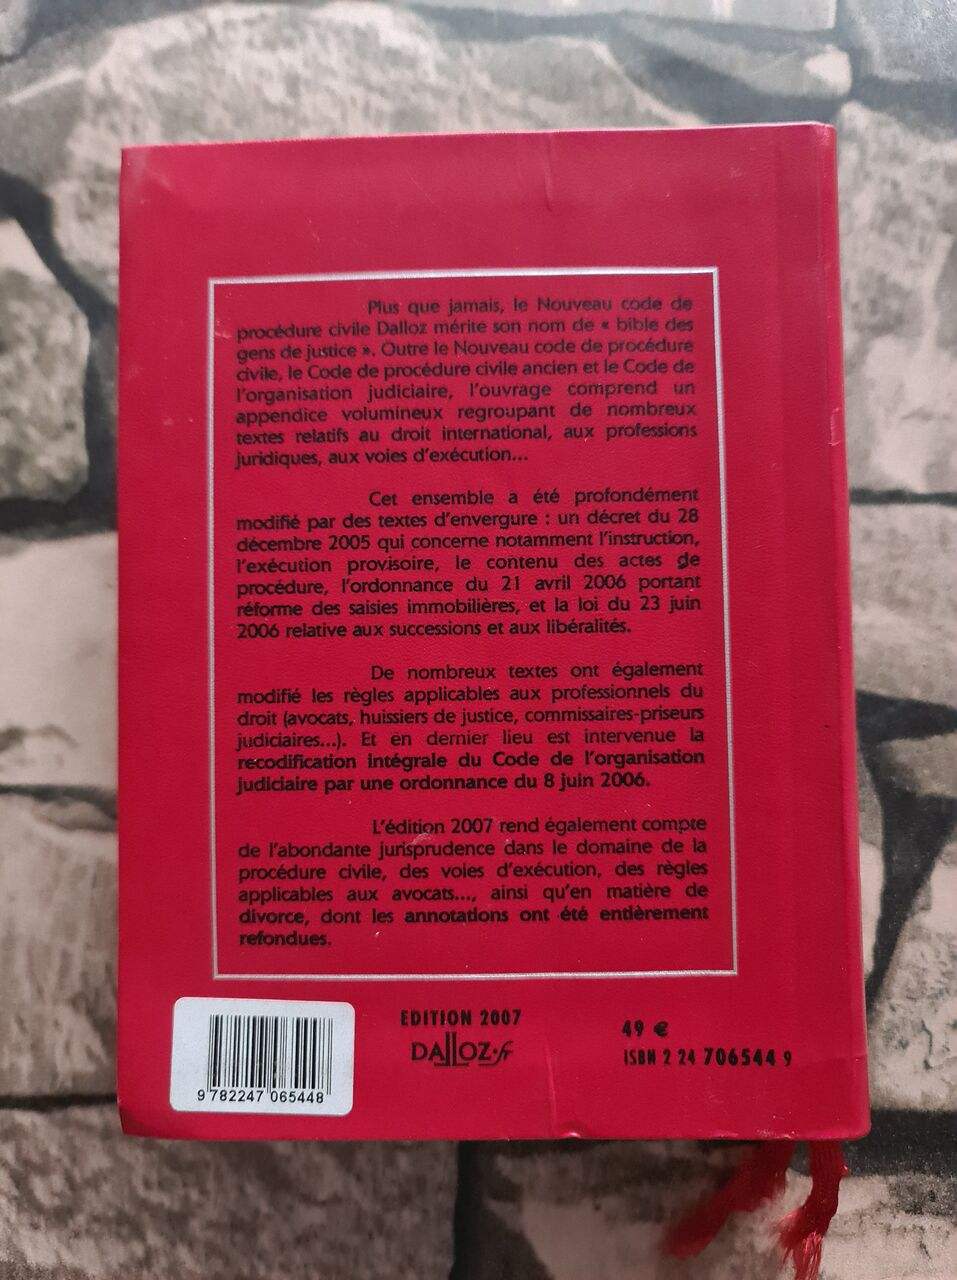 Plus que jamais, le Nouveau code de
procédure civile Dalloz mérite son nom de « bible des
gens de justice ». Outre le Nouveau code de procédure
civile, le Code de procédure civile ancien et le Code de
l'organisation judiciaire, l'ouvrage comprend un
appendice volumineux regroupant de nombreux
textes relatifs au droit international, aux professions
juridiques, aux voies d'exécution...
Cet ensemble a été profondément
modifié par des textes d'envergure : un décret du 28
décembre 2005 qui concerne notamment l'instruction,
l'exécution provisoire, le contenu des actes de
procédure, l'ordonnance du 21 avril 2006 portant
réforme des saisies immobilières, et la loi du 23 juin
2006 relative aux successions et aux libéralités.
De nombreux textes ont également
modifié les règles applicables aux professionnels du
droit (avocats, huissiers de justice, commissaires-priseurs
judiciaires...). Et en dernier lieu est intervenue la
recodification intégrale du Code de l'organisation
judiciaire par une ordonnance du 8 juin 2006.
L'édition 2007 rend également compte
de l'abondante jurisprudence dans le domaine de la
procédure civile, des voies d'exécution, des règles
applicables aux avocats..., ainsi qu'en matière de
divorce, dont les annotations ont été entièrement
refondues.
EDITION 2007
DALLOZ.fr
49 €
ISBN 2 24 706544 9
9 782247 065448